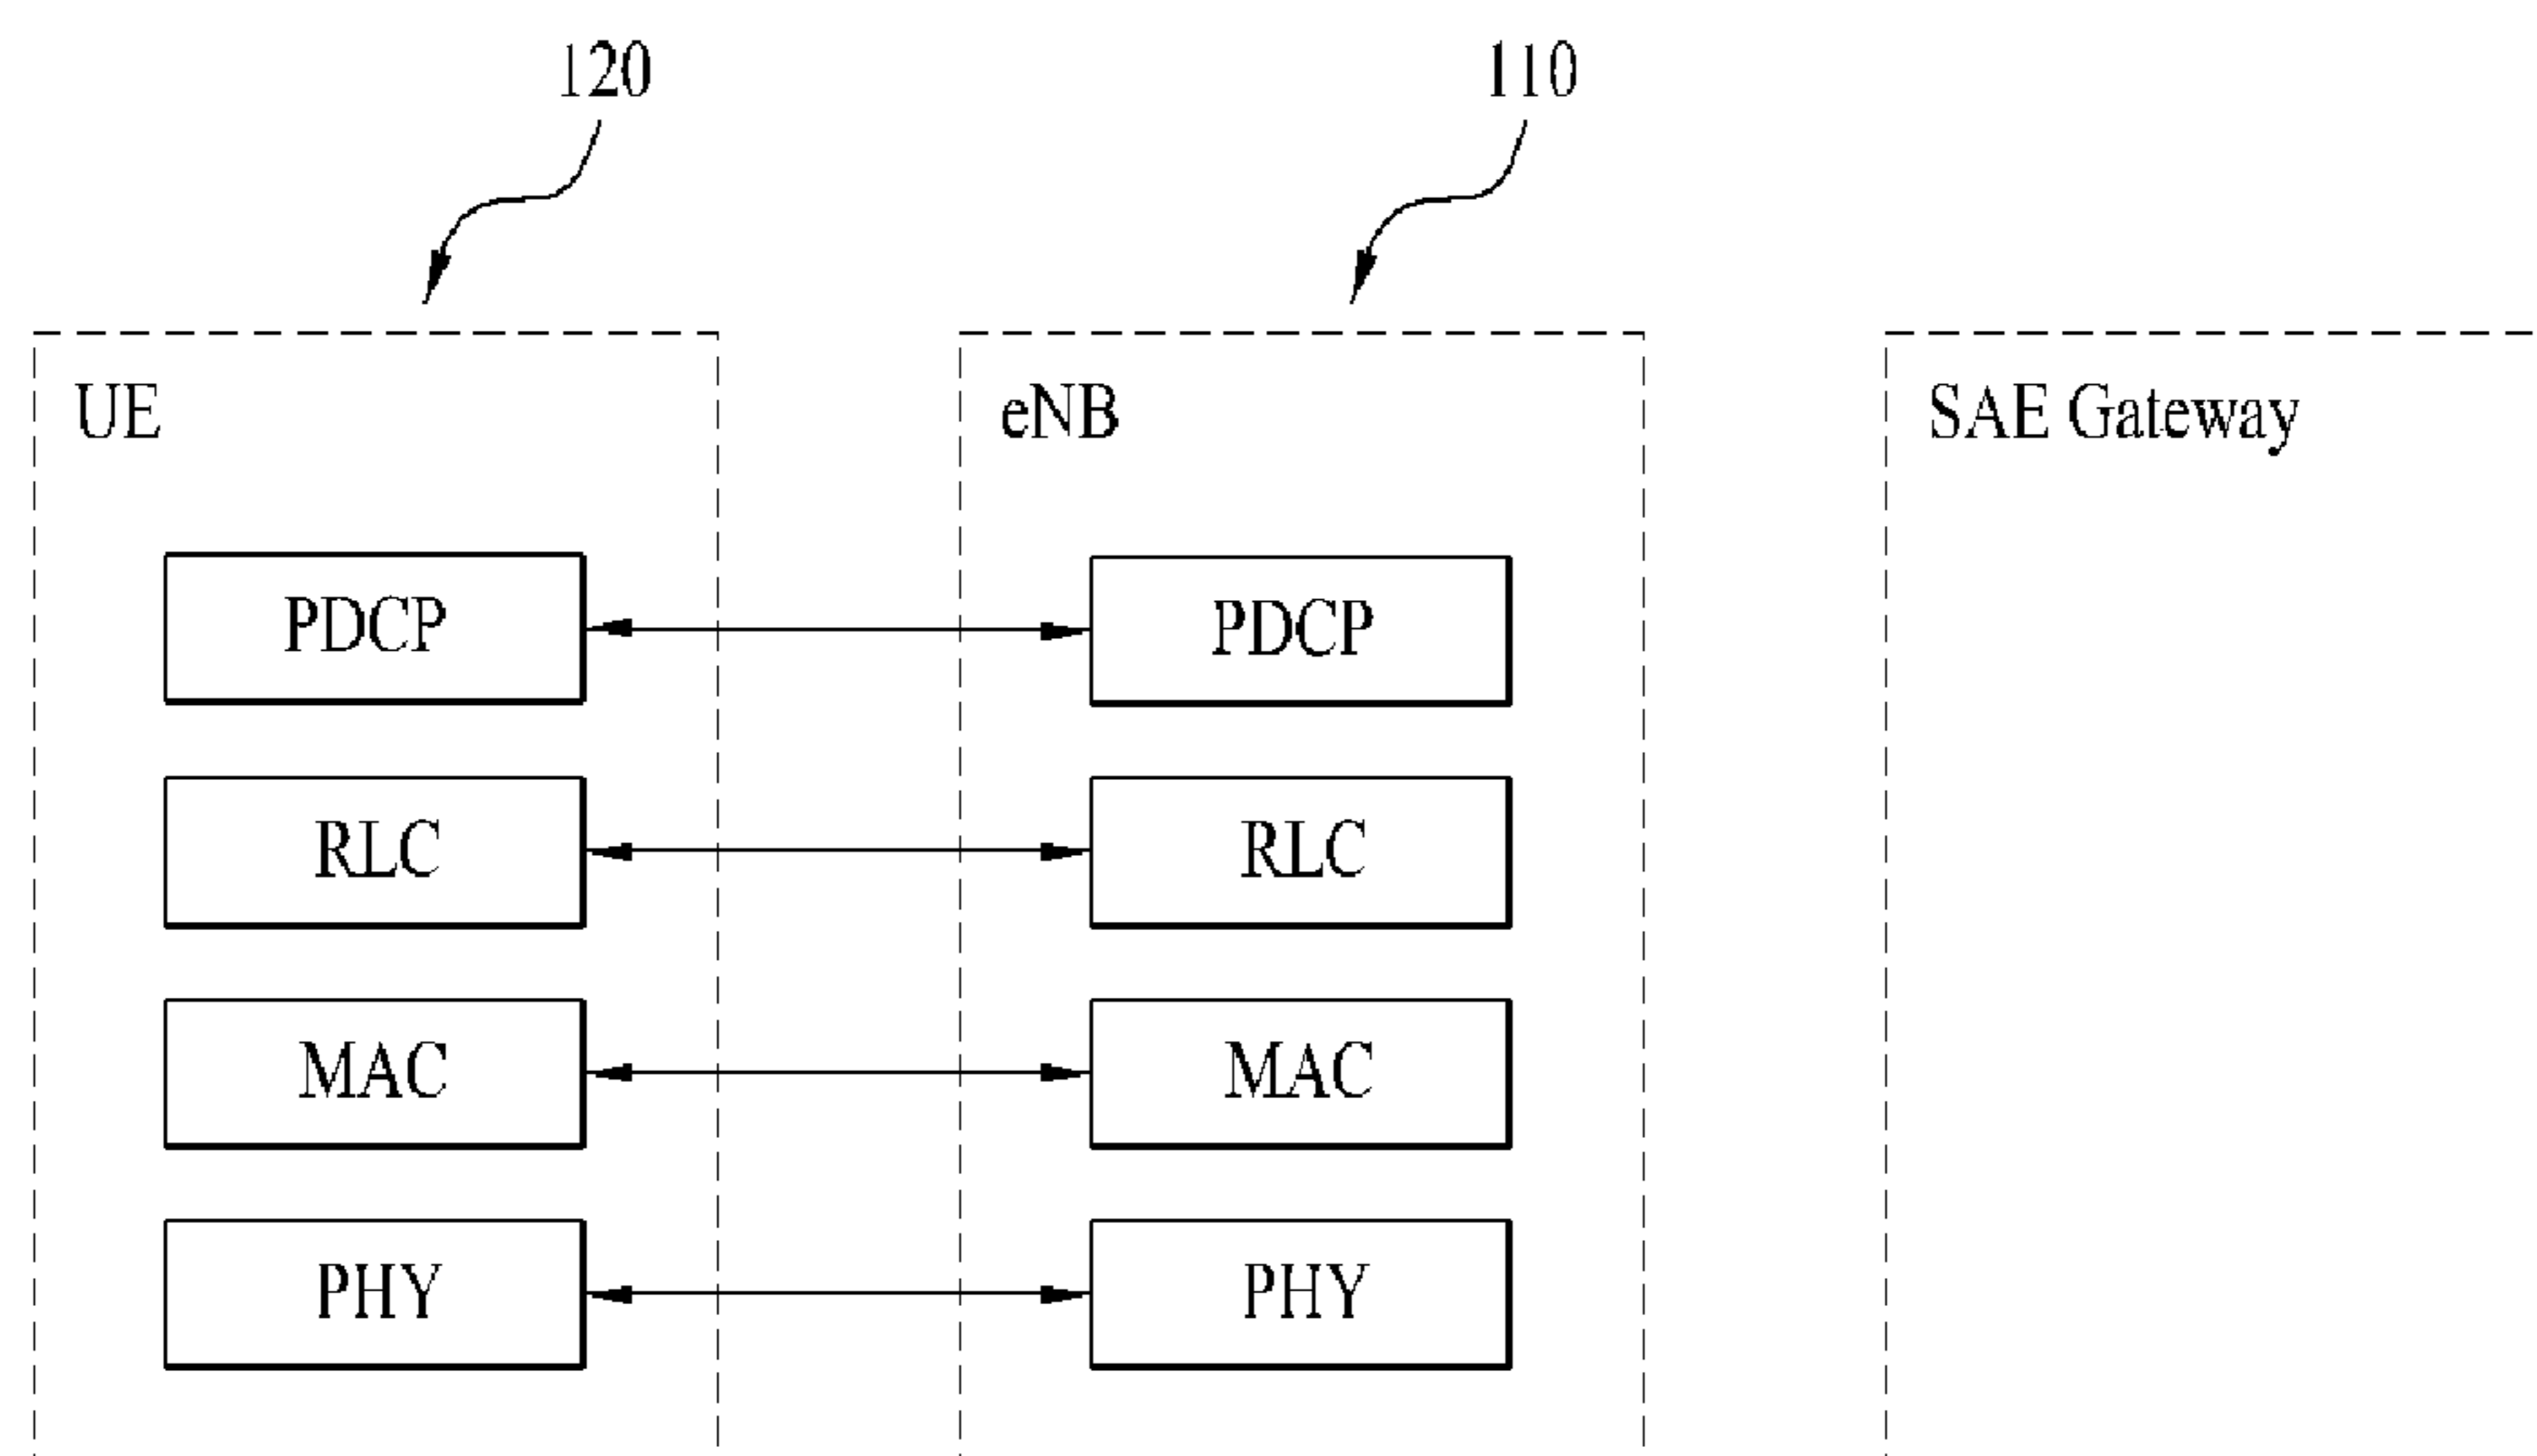 120 110
UE eNB SAE Gateway
PDCP PDCP
RLC RLC
MAC MAC
PHY PHY